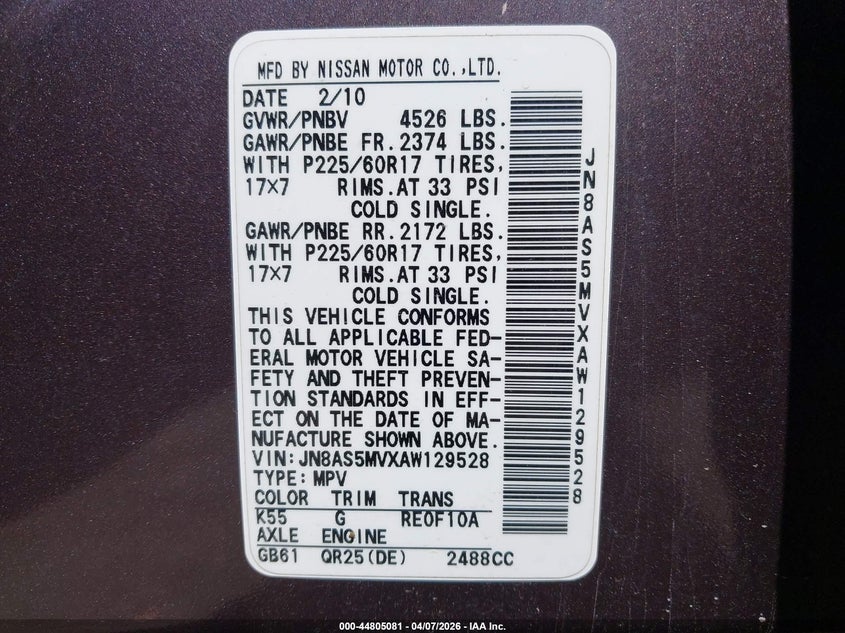 MFD BY NISSAN MOTOR CO.,LTD.
DATE 2/10
GVWR/PNBV 4526 LBS.
GAWR/PNBE FR.2374 LBS.
WITH P225/60R17 TIRES,
17×7 RIMS.AT 33 PSI
COLD SINGLE.
GAWR/PNBE RR.2172 LBS.
WITH P225/60R17 TIRES,
17×7 RIMS.AT 33 PSI
COLD SINGLE.
THIS VEHICLE CONFORMS
TO ALL APPLICABLE FED-
ERAL MOTOR VEHICLE SA-
FETY AND THEFT PREVEN-
TION STANDARDS IN EFF-
ECT ON THE DATE OF MA-
NUFACTURE SHOWN ABOVE.
VIN:JN8AS5MVXAW129528
TYPE:MPV
COLOR TRIM TRANS
K55 G RE0F10A
AXLE ENGINE
GB61 QR25(DE) 2488CC
JN8AS5MVXAW129528
000-44805081 - 04/07/2026 - IAA Inc.